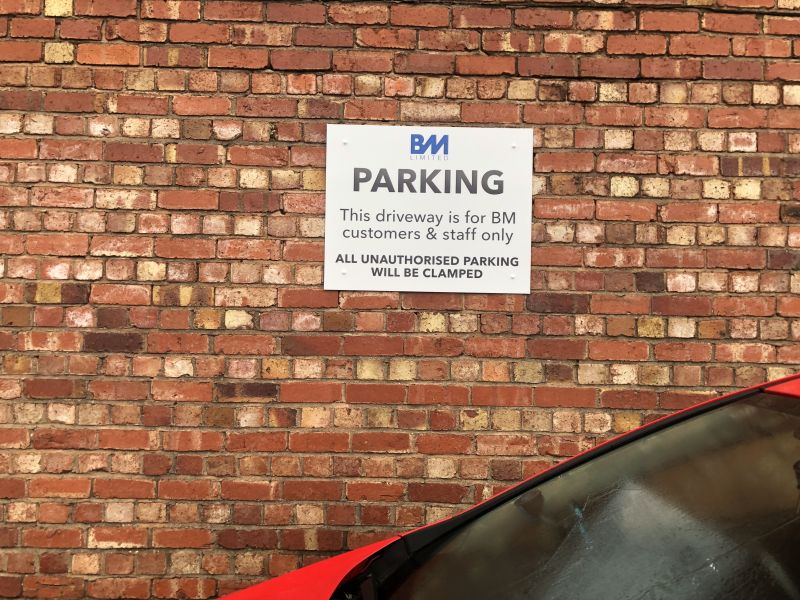 BM
LIMITED
PARKING
This driveway is for BM
customers & staff only
ALL UNAUTHORISED PARKING
WILL BE CLAMPED